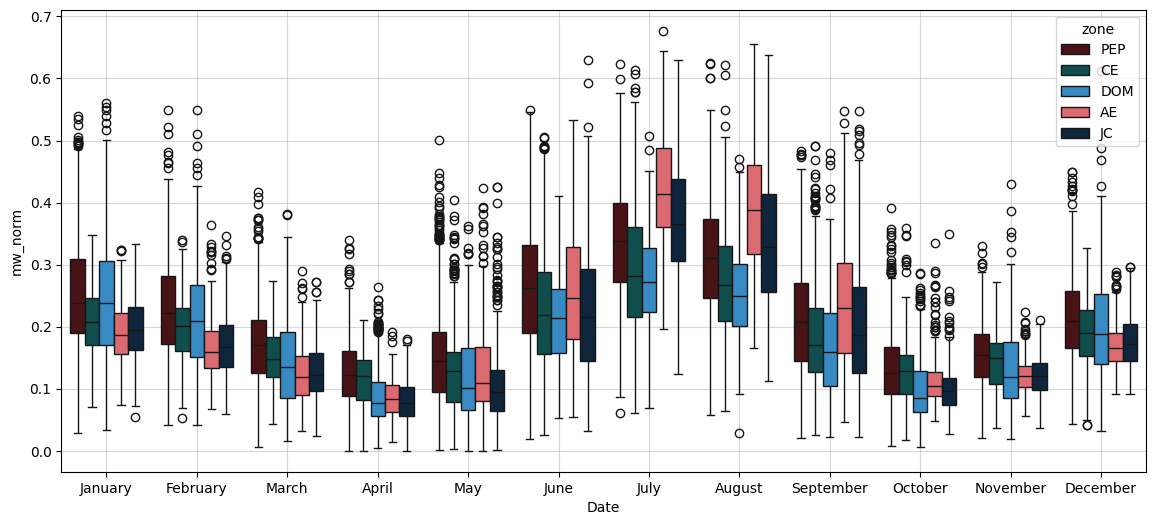 0.7
0.6
0.5
0.4
0.3
0.2
0.1
0.0
mw_norm
January February March April May June July August September October November December
Date
zone
PEP
CE
DOM
AE
JC